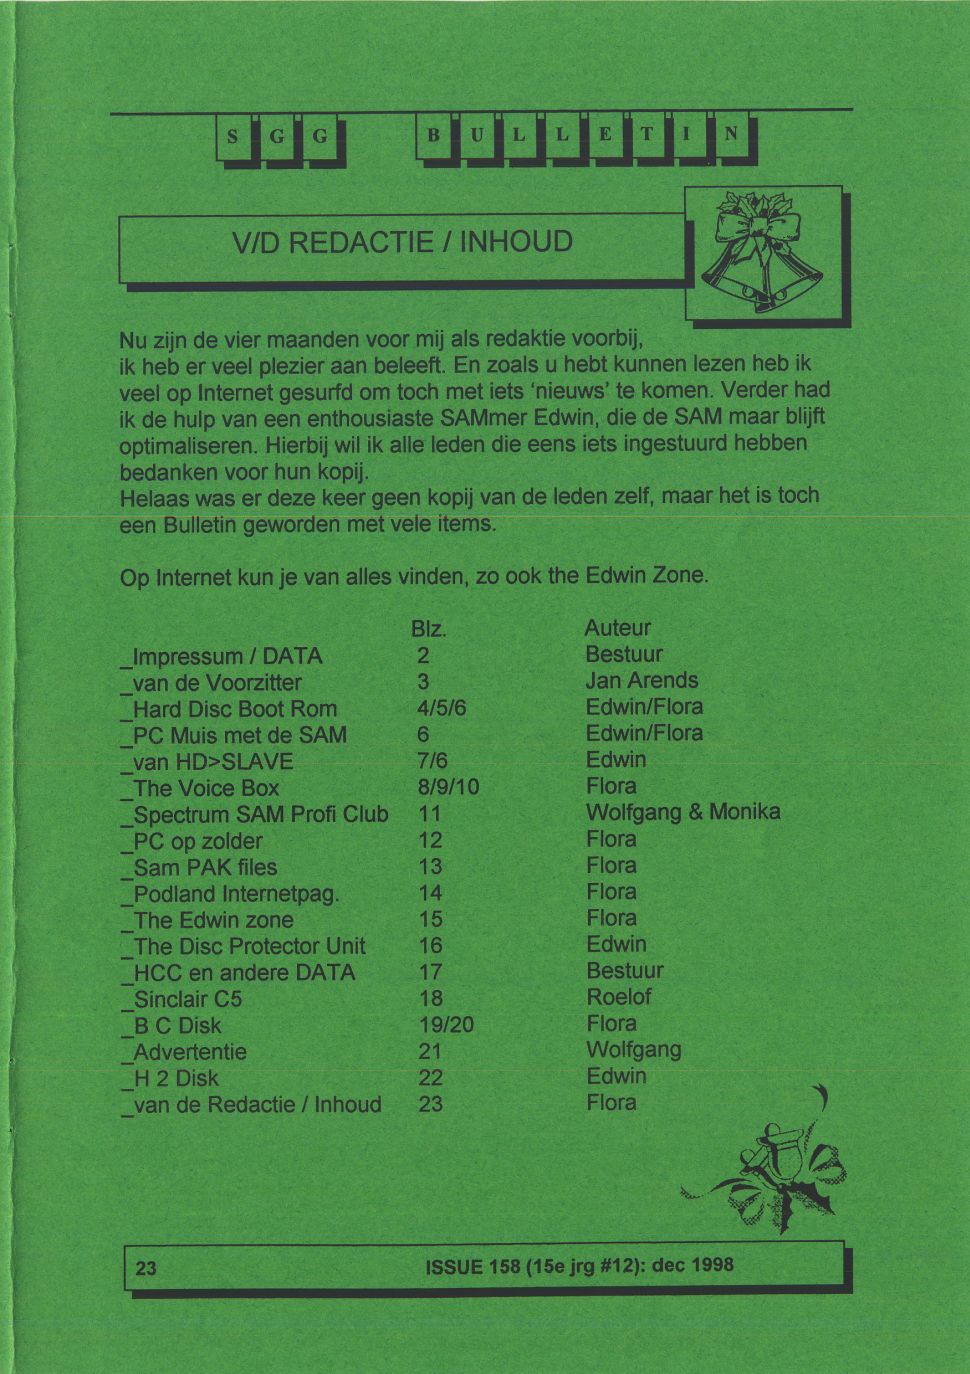 SGG BULLETIN
V/D REDACTIE / INHOUD
Nu zijn de vier maanden voor mij als redaktie voorbij,
ik heb er veel plezier aan beleeft. En zoals u hebt kunnen lezen heb ik
veel op Internet gesurfd om toch met iets ‘nieuws’ te komen. Verder had
ik de hulp van een enthousiaste SAMmer Edwin, die de SAM maar blijft
optimaliseren. Hierbij wil ik alle leden die eens iets ingestuurd hebben
bedanken voor hun kopij.
Helaas was er deze keer geen kopij van de leden zelf, maar het is toch
een Bulletin geworden met vele items.
Op Internet kun je van alles vinden, zo ook the Edwin Zone.
Blz. Auteur
_Impressum / DATA 2 Bestuur
_van de Voorzitter 3 Jan Arends
_Hard Disc Boot Rom 4/5/6 Edwin/Flora
_PC Muis met de SAM 6 Edwin/Flora
_van HD>SLAVE 7/6 Edwin
_The Voice Box 8/9/10 Flora
_Spectrum SAM Profi Club 11 Wolfgang & Monika
_PC op zolder 12 Flora
_Sam PAK files 13 Flora
_Podland Internetpag. 14 Flora
_The Edwin zone 15 Flora
_The Disc Protector Unit 16 Edwin
_HCC en andere DATA 17 Bestuur
_Sinclair C5 18 Roelof
_B C Disk 19/20 Flora
_Advertentie 21 Wolfgang
_H 2 Disk 22 Edwin
_van de Redactie / Inhoud 23 Flora
23 ISSUE 158 (15e jrg #12): dec 1998